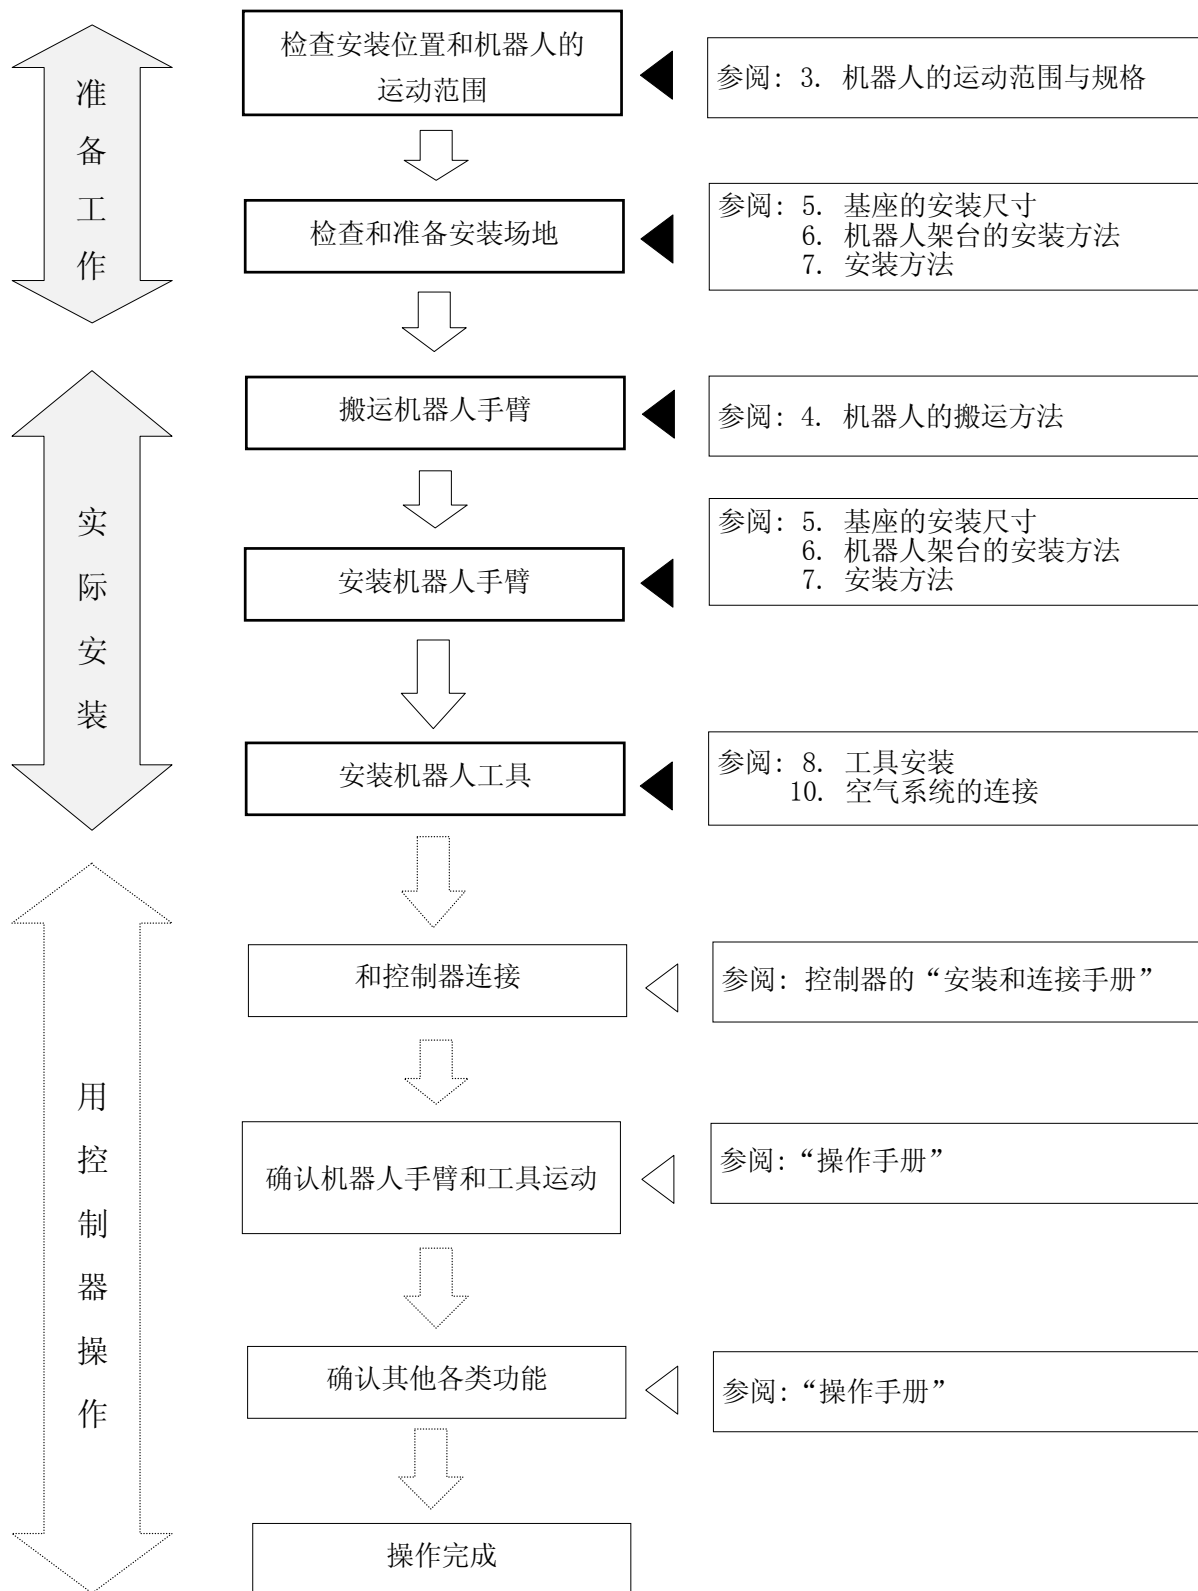 准备工作
检查安装位置和机器人的
运动范围
参阅: 3. 机器人的运动范围与规格
检查和准备安装场地
参阅: 5. 基座的安装尺寸
6. 机器人架台的安装方法
7. 安装方法
实际安装
搬运机器人手臂
参阅: 4. 机器人的搬运方法
安装机器人手臂
参阅: 5. 基座的安装尺寸
6. 机器人架台的安装方法
7. 安装方法
安装机器人工具
参阅: 8. 工具安装
10. 空气系统的连接
用控制器操作
和控制器连接
参阅: 控制器的“安装和连接手册”
确认机器人手臂和工具运动
参阅:“操作手册”
确认其他各类功能
参阅:“操作手册”
操作完成